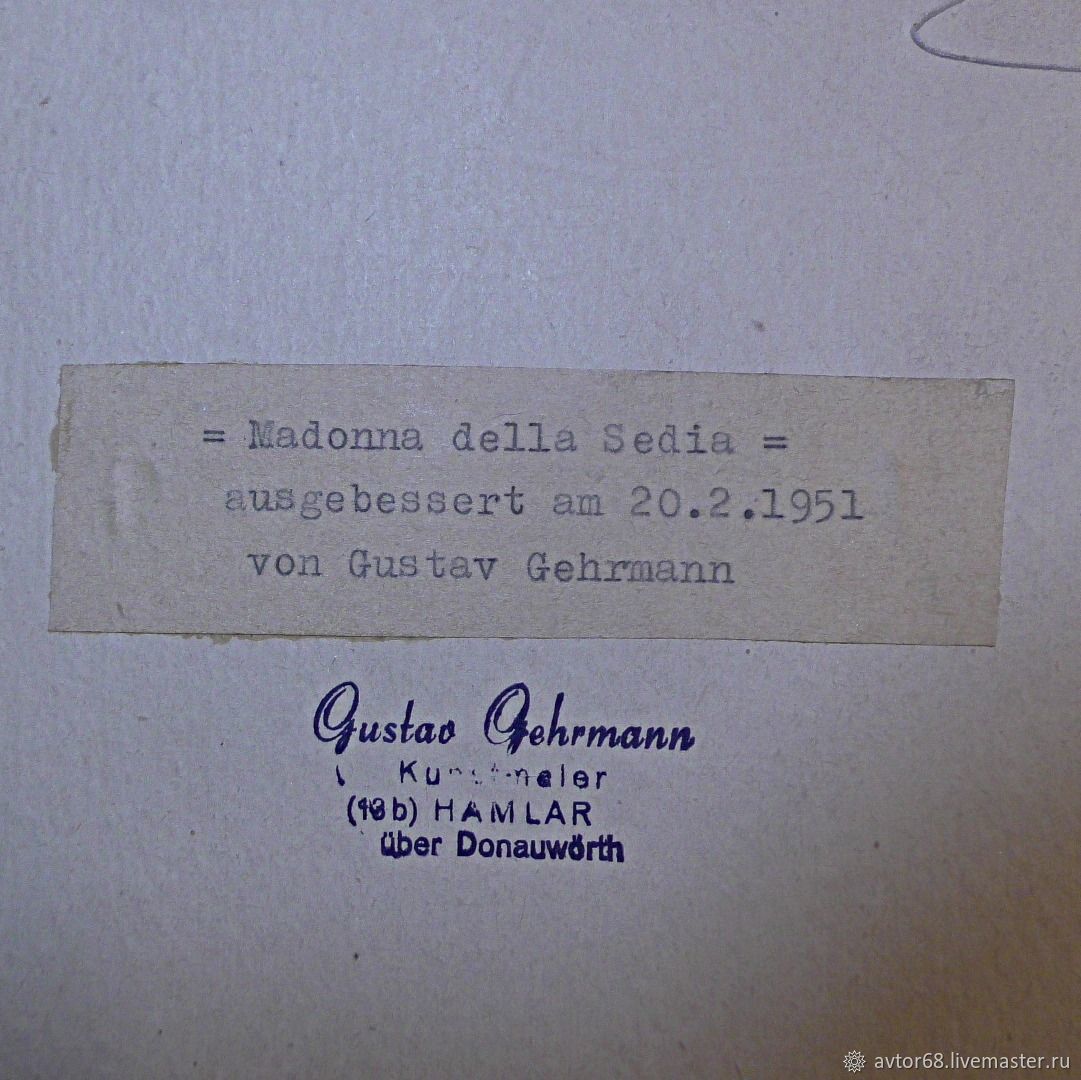 = Madonna della Sedia =
ausgebessert am 20.2.1951
von Gustav Gehrmann
Gustav Gehrmann
HAMLAR
über Donauwörth
avtor68.livemaster.ru